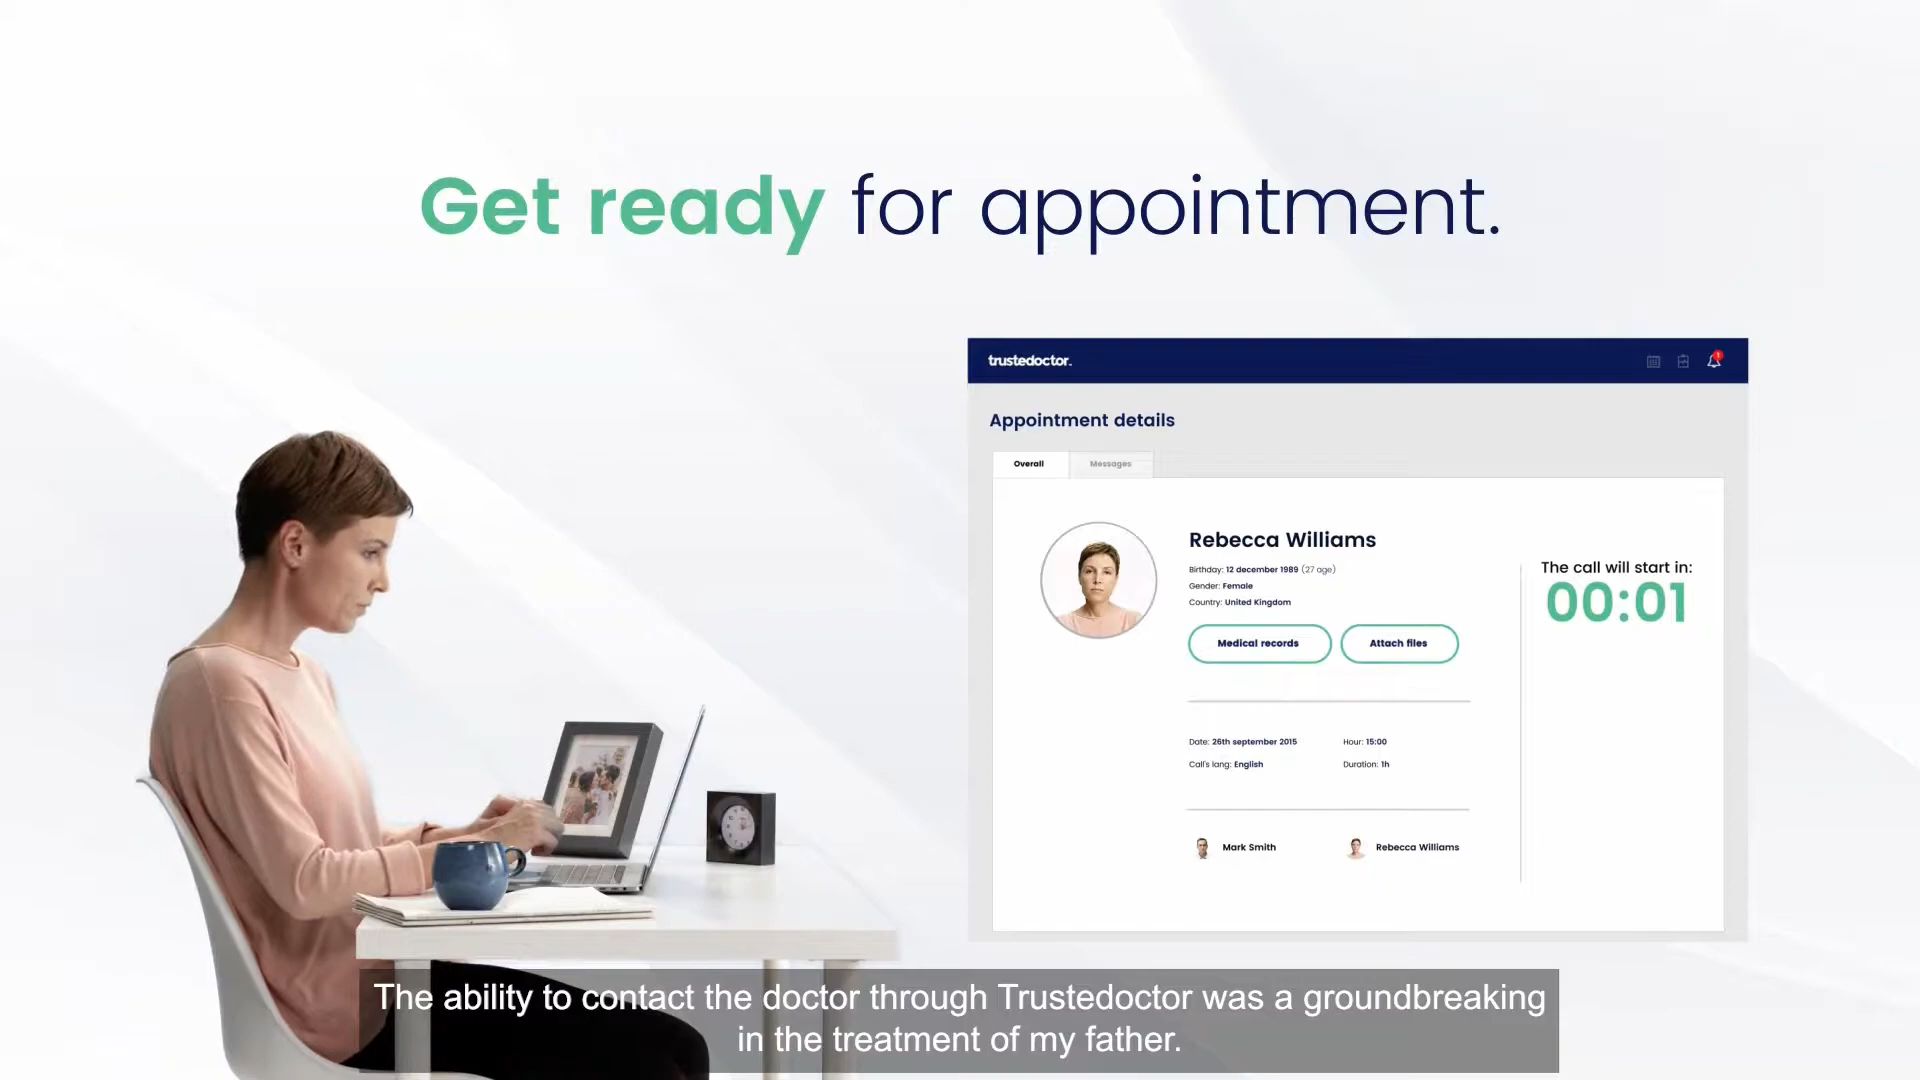 Get ready for appointment.
trustedoctor.
1
Appointment details
Overall
Messages
Rebecca Williams
Birthday: 12 december 1989 (27 age)
Gender: Female
Country: United Kingdom
Medical records
Attach files
The call will start in:
00:01
Date: 26th september 2015
Hour: 15:00
Call's lang: English
Duration: 1h
Mark Smith
Rebecca Williams
The ability to contact the doctor through Trustedoctor was a groundbreaking
in the treatment of my father.